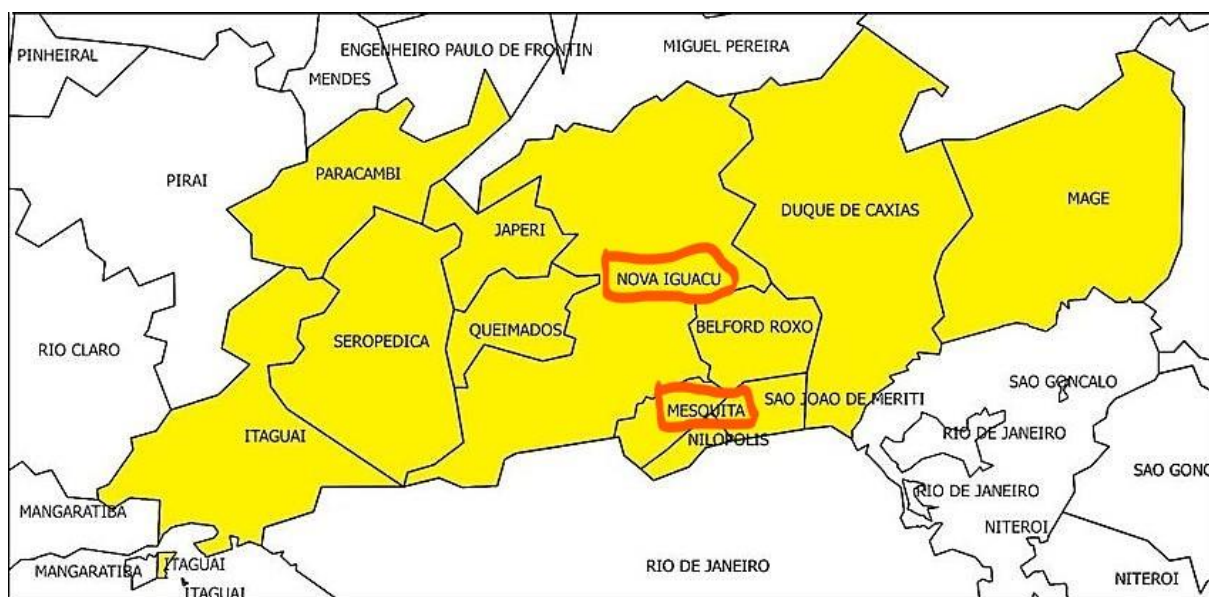 ENGENHEIRO PAULO DE FRONTIN
MIGUEL PEREIRA
PINHEIRAL
MENDES
PIRAI
PARACAMBI
MAGE
DUQUE DE CAXIAS
JAPERI
NOVA IGUACU
QUEIMADOS
BELFORD ROXO
SEROPEDICA
RIO CLARO
SAO GONCALO
SAO JOAO DE MERITI
MESQUITA
ITAGUAI
NILOPOLIS
RIO DE JANEIRO
SAO GONC
RIO DE JANEIRO
MANGARATIBA
NITEROI
ITAGUAI
RIO DE JANEIRO
MANGARATIBA
NITEROI
ITAGUAI